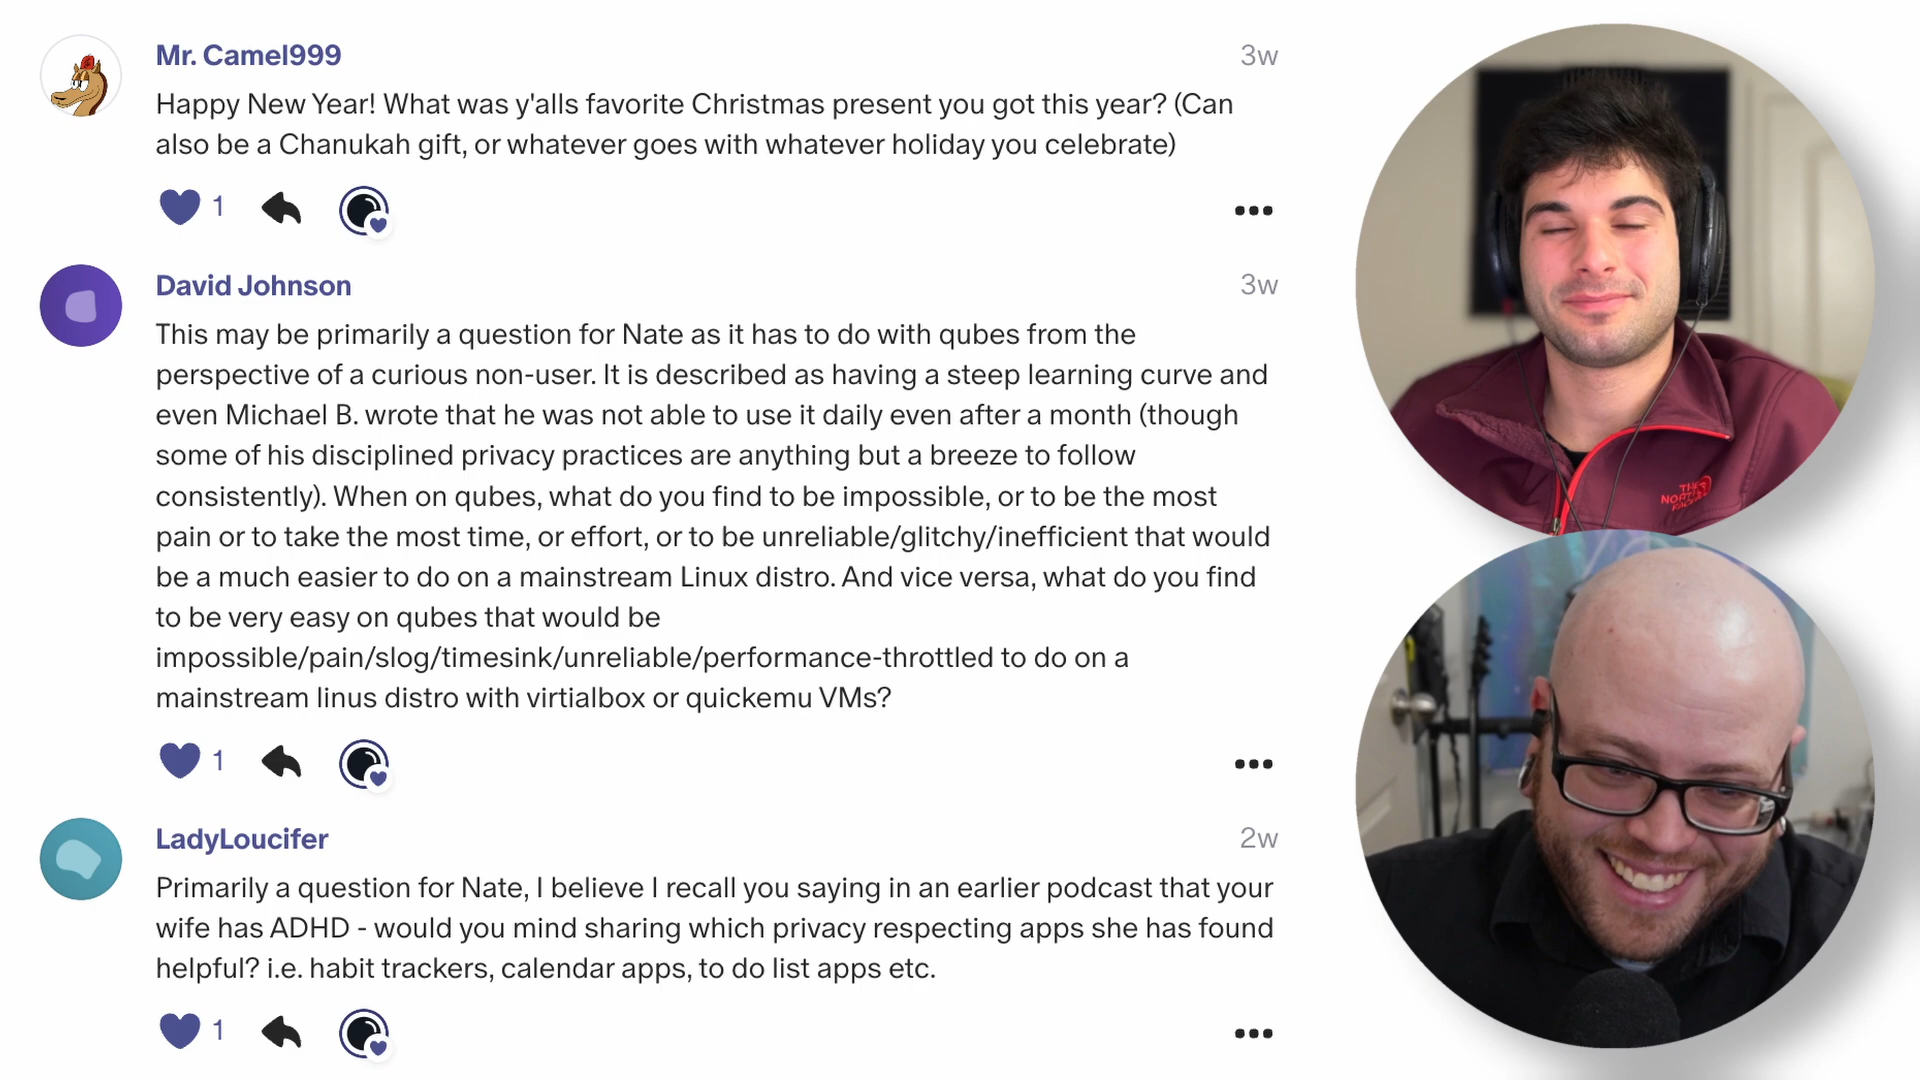 Mr. Camel999
3w
Happy New Year! What was y'alls favorite Christmas present you got this year? (Can
also be a Chanukah gift, or whatever goes with whatever holiday you celebrate)
1
David Johnson
3w
This may be primarily a question for Nate as it has to do with qubes from the
perspective of a curious non-user. It is described as having a steep learning curve and
even Michael B. wrote that he was not able to use it daily even after a month (though
some of his disciplined privacy practices are anything but a breeze to follow
consistently). When on qubes, what do you find to be impossible, or to be the most
pain or to take the most time, or effort, or to be unreliable/glitchy/inefficient that would
be a much easier to do on a mainstream Linux distro. And vice versa, what do you find
to be very easy on qubes that would be
impossible/pain/slog/timesink/unreliable/performance-throttled to do on a
mainstream linus distro with virtialbox or quickemu VMs?
1
LadyLoucifer
2w
Primarily a question for Nate, I believe I recall you saying in an earlier podcast that your
wife has ADHD - would you mind sharing which privacy respecting apps she has found
helpful? i.e. habit trackers, calendar apps, to do list apps etc.
1
THE
NORTH
FACE